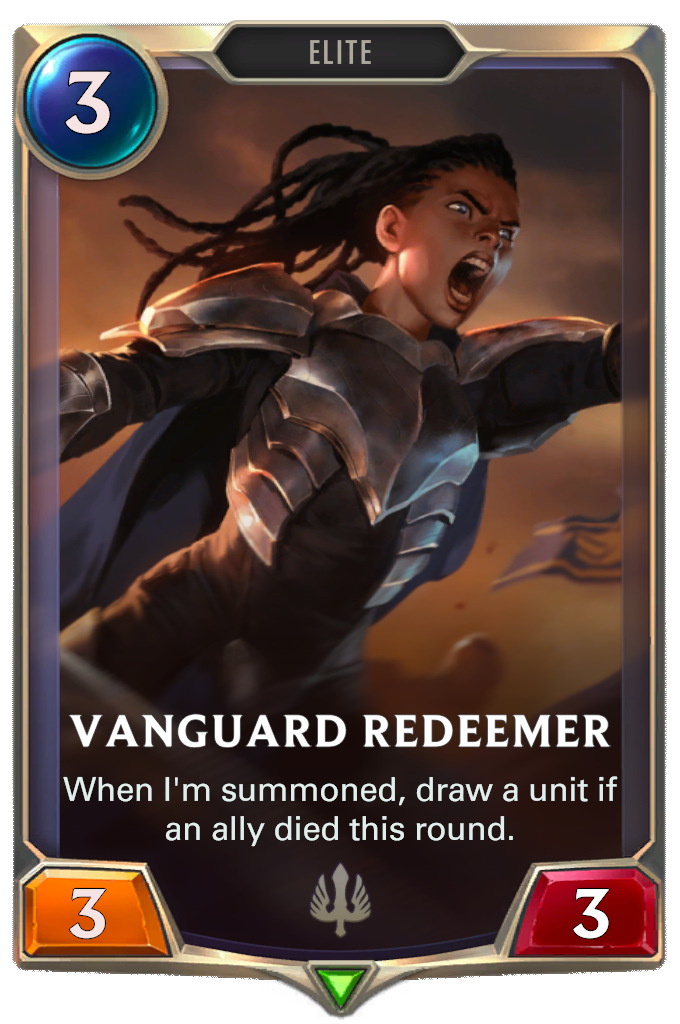 ELITE
3
VANGUARD REDEEMER
When I'm summoned, draw a unit if
an ally died this round.
3
3